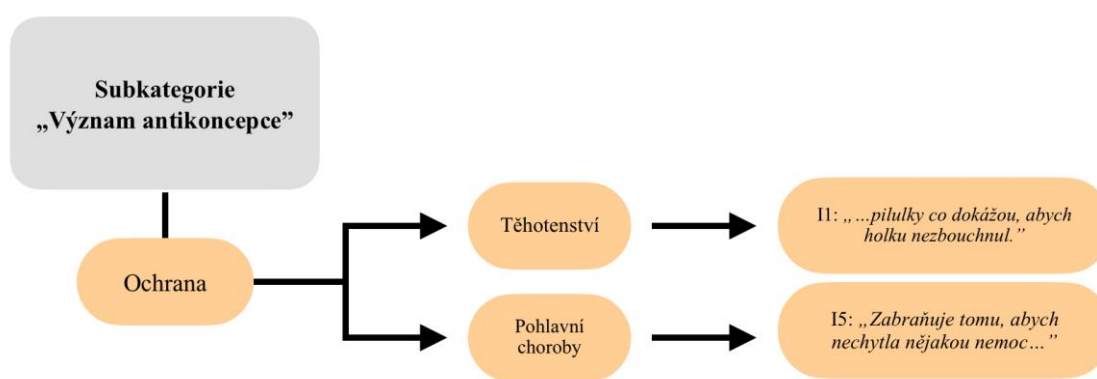 Subkategorie
„Význam antikoncepce”
Ochrana
Těhotenství
I1: „…pilulky co dokážou, abych
holku nezbouchnul.”
Pohlavní
choroby
I5: „Zabraňuje tomu, abych
nechytla nějakou nemoc…”